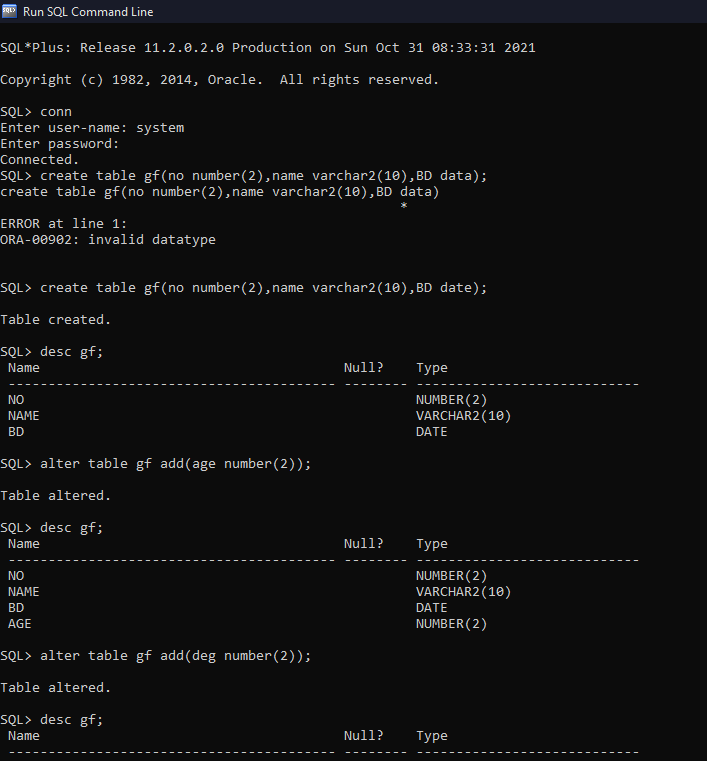 Run SQL Command Line
SQL*Plus: Release 11.2.0.2.0 Production on Sun Oct 31 08:33:31 2021
Copyright (c) 1982, 2014, Oracle.  All rights reserved.
SQL> conn
Enter user-name: system
Enter password:
Connected.
SQL> create table gf(no number(2),name varchar2(10),BD data);
create table gf(no number(2),name varchar2(10),BD data)
*
ERROR at line 1:
ORA-00902: invalid datatype
SQL> create table gf(no number(2),name varchar2(10),BD date);
Table created.
SQL> desc gf;
Name                                      Null?    Type
----------------------------------------- -------- ----------------------------
NO                                                 NUMBER(2)
NAME                                               VARCHAR2(10)
BD                                                 DATE
SQL> alter table gf add(age number(2));
Table altered.
SQL> desc gf;
Name                                      Null?    Type
----------------------------------------- -------- ----------------------------
NO                                                 NUMBER(2)
NAME                                               VARCHAR2(10)
BD                                                 DATE
AGE                                                NUMBER(2)
SQL> alter table gf add(deg number(2));
Table altered.
SQL> desc gf;
Name                                      Null?    Type
----------------------------------------- -------- ----------------------------